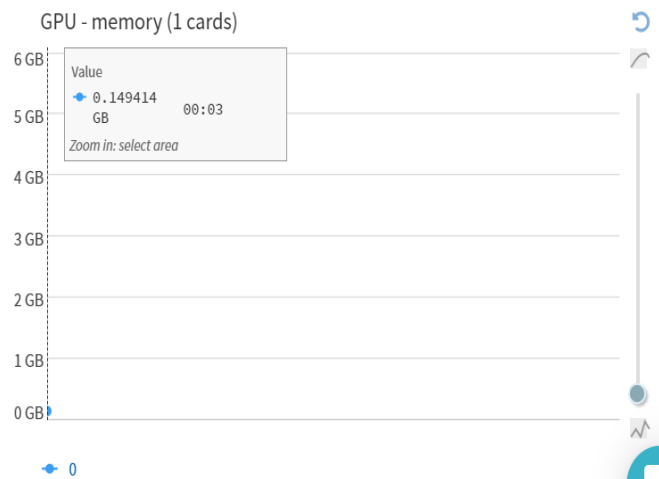 GPU - memory (1 cards)
6 GB
Value
0.149414
GB
00:03
Zoom in: select area
5 GB
4 GB
3 GB
2 GB
1 GB
0 GB
0